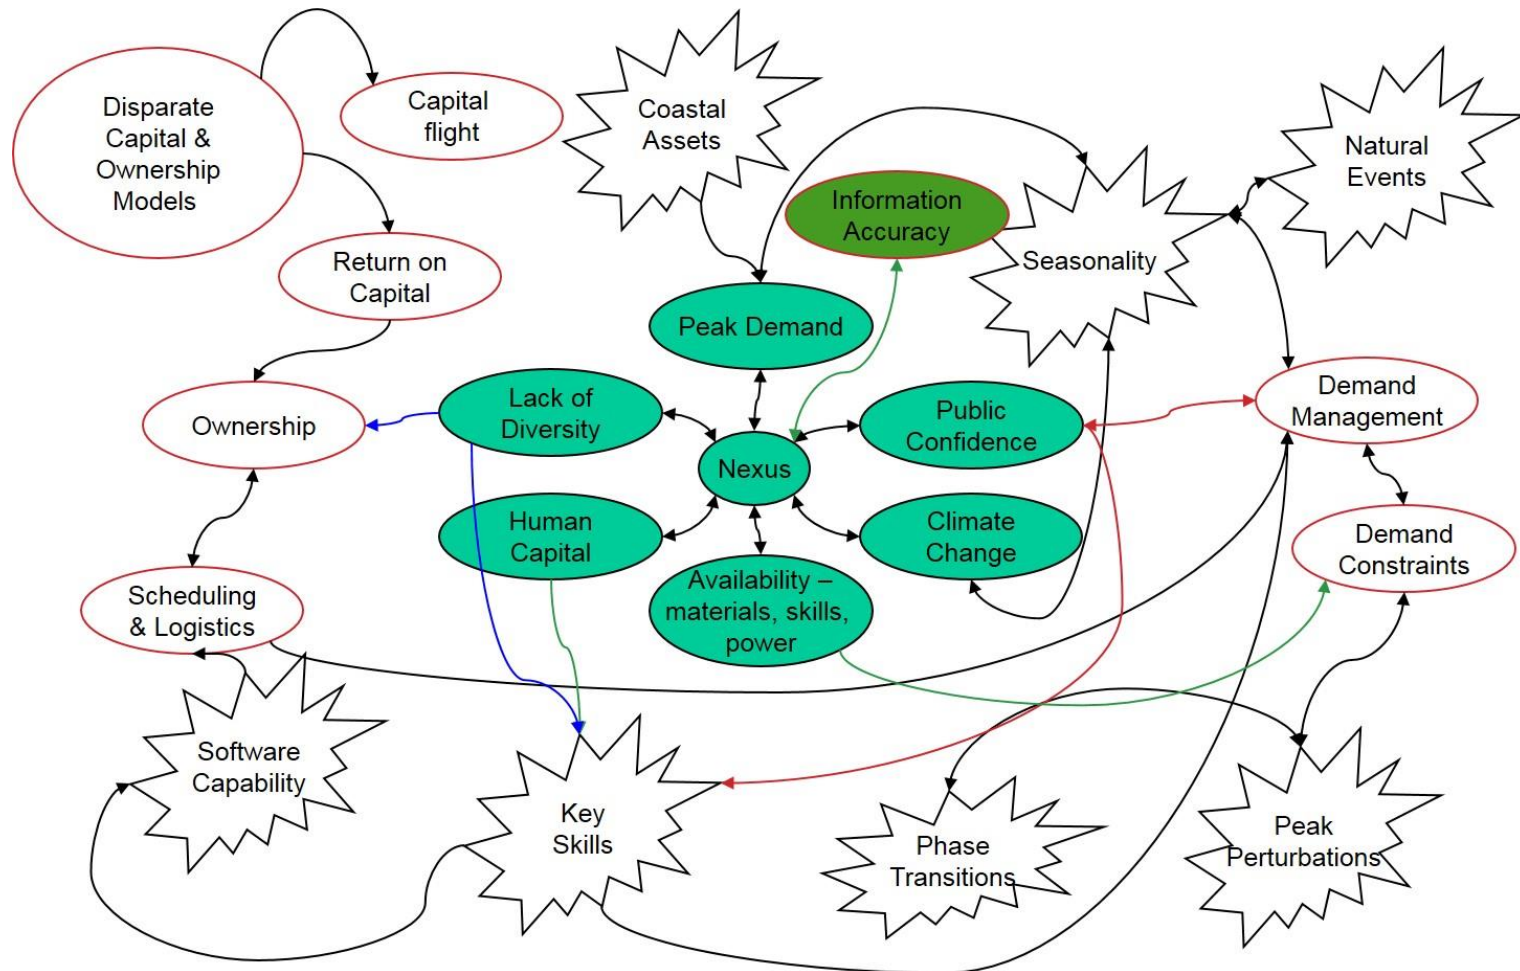 Disparate
Capital &
Ownership
Models
Capital
flight
Coastal
Assets
Natural
Events
Information
Accuracy
Seasonality
Return on
Capital
Peak Demand
Ownership
Lack of
Diversity
Public
Confidence
Demand
Management
Nexus
Human
Capital
Climate
Change
Demand
Constraints
Availability –
materials, skills,
power
Scheduling
& Logistics
Software
Capability
Key
Skills
Phase
Transitions
Peak
Perturbations